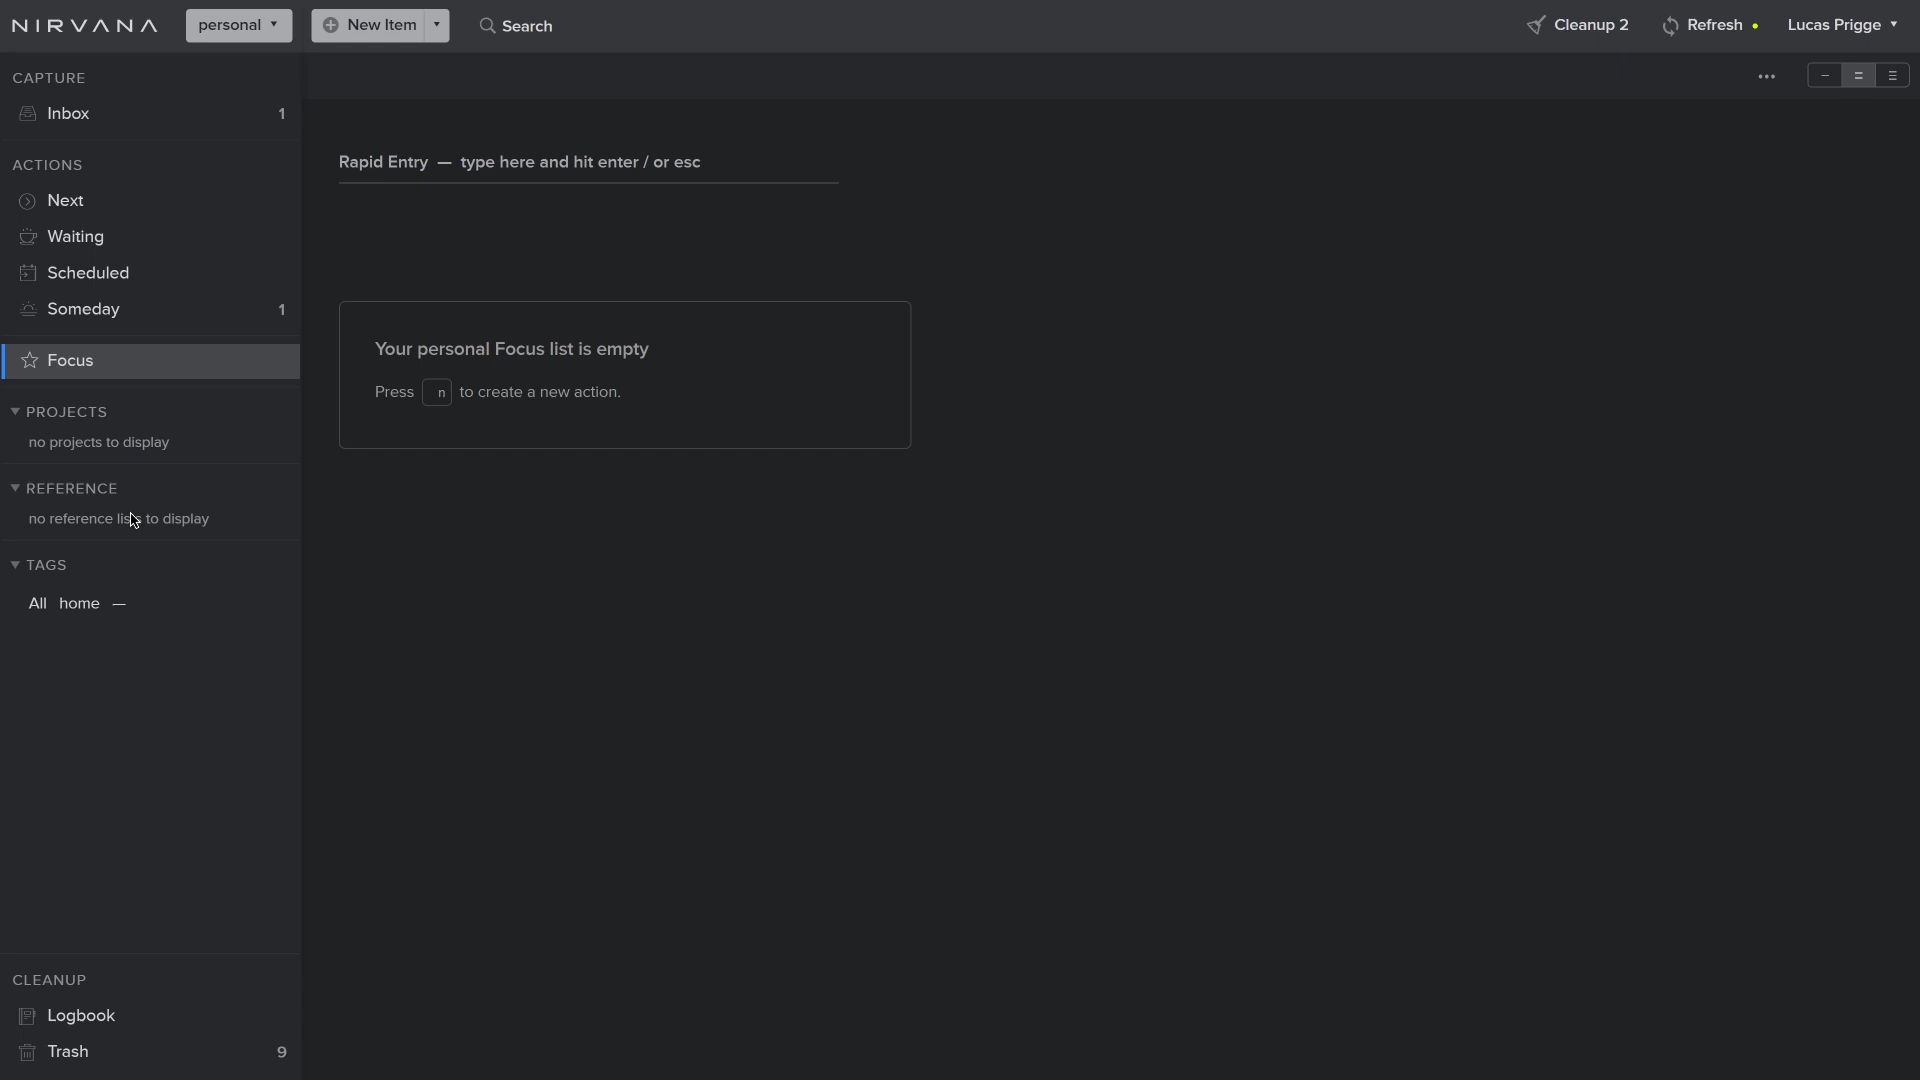 NIRVANA
personal
New Item
Search
Cleanup 2
Refresh
Lucas Prigge
CAPTURE
Inbox 1
ACTIONS
Next
Waiting
Scheduled
Someday 1
Focus
PROJECTS
no projects to display
REFERENCE
no reference lists to display
TAGS
All home —
CLEANUP
Logbook
Trash 9
Rapid Entry — type here and hit enter / or esc
Your personal Focus list is empty
Press n to create a new action.